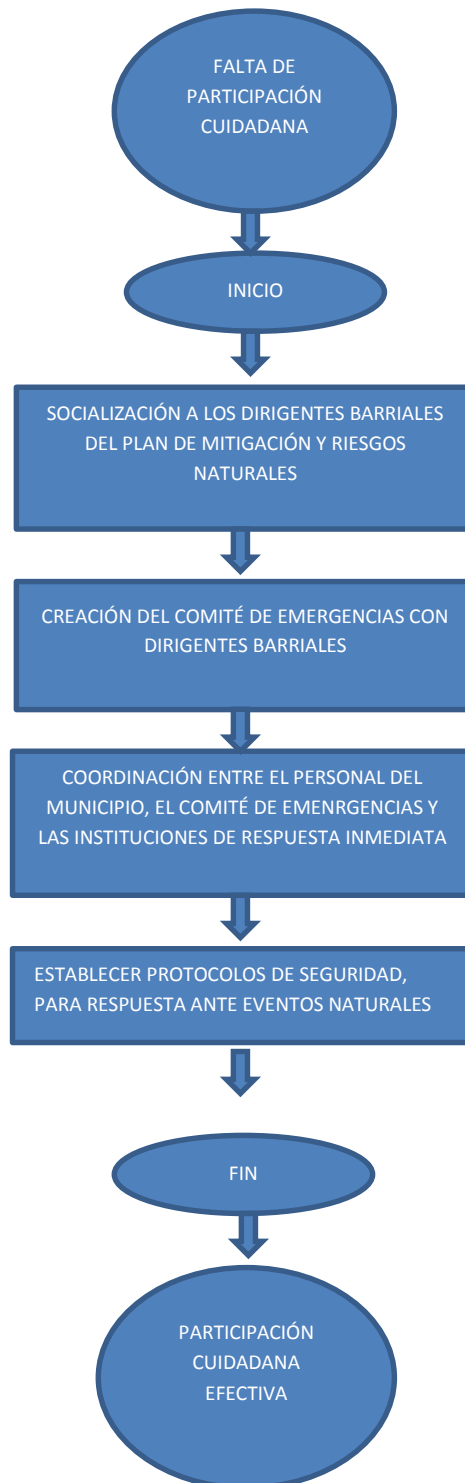 FALTA DE
PARTICIPACIÓN
CUIDADANA
INICIO
SOCIALIZACIÓN A LOS DIRIGENTES BARRIALES
DEL PLAN DE MITIGACIÓN Y RIESGOS
NATURALES
CREACIÓN DEL COMITÉ DE EMERGENCIAS CON
DIRIGENTES BARRIALES
COORDINACIÓN ENTRE EL PERSONAL DEL
MUNICIPIO, EL COMITÉ DE EMENRGENCIAS Y
LAS INSTITUCIONES DE RESPUESTA INMEDIATA
ESTABLECER PROTOCOLOS DE SEGURIDAD,
PARA RESPUESTA ANTE EVENTOS NATURALES
FIN
PARTICIPACIÓN
CUIDADANA
EFECTIVA